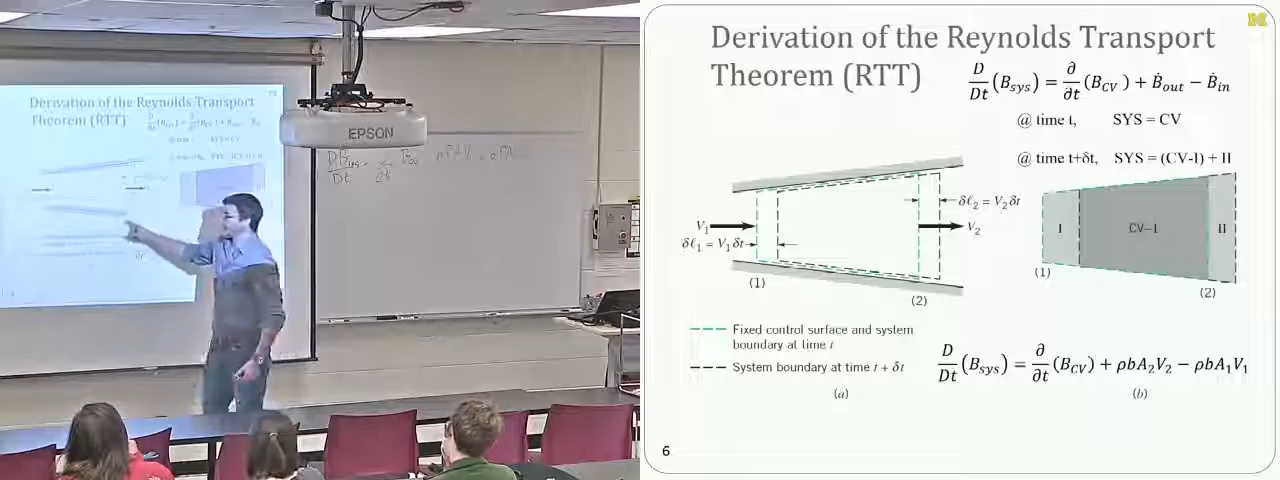 Derivation of the Reynolds Transport
Theorem (RTT)
EPSON
Derivation of the Reynolds Transport
Theorem (RTT)
D/Dt (B_sys) = ∂/∂t (B_CV) + Ḃ_out − Ḃ_in
@ time t, SYS = CV
@ time t+δt, SYS = (CV-I) + II
δℓ₂ = V₂δt
V₁
V₂
δℓ₁ = V₁δt
(1)
(2)
I
CV–I
II
(1)
(2)
Fixed control surface and system
boundary at time t
System boundary at time t + δt
D/Dt (B_sys) = ∂/∂t (B_CV) + ρbA₂V₂ − ρbA₁V₁
(a)
(b)
6